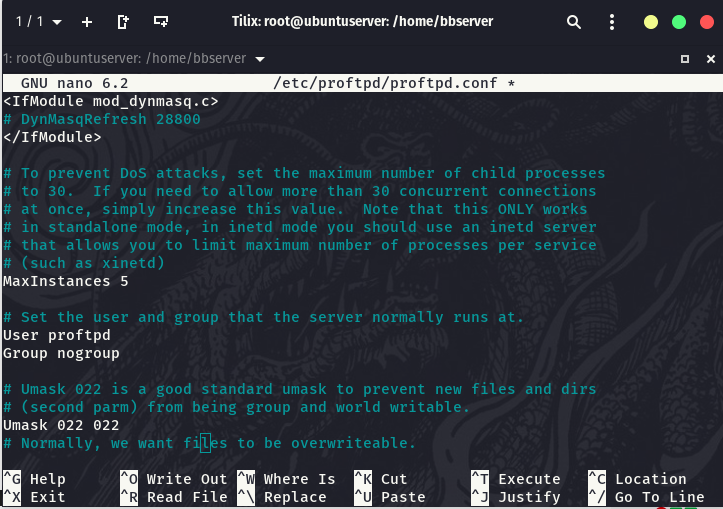 1 / 1
Tilix: root@ubuntuserver: /home/bbserver
1: root@ubuntuserver: /home/bbserver
GNU nano 6.2 /etc/proftpd/proftpd.conf *
<IfModule mod_dynmasq.c>
# DynMasqRefresh 28800
</IfModule>
# To prevent DoS attacks, set the maximum number of child processes
# to 30.  If you need to allow more than 30 concurrent connections
# at once, simply increase this value.  Note that this ONLY works
# in standalone mode, in inetd mode you should use an inetd server
# that allows you to limit maximum number of processes per service
# (such as xinetd)
MaxInstances 5
# Set the user and group that the server normally runs at.
User proftpd
Group nogroup
# Umask 022 is a good standard umask to prevent new files and dirs
# (second parm) from being group and world writable.
Umask 022 022
# Normally, we want files to be overwriteable.
^G Help ^O Write Out ^W Where Is ^K Cut ^T Execute ^C Location
^X Exit ^R Read File ^\ Replace ^U Paste ^J Justify ^/ Go To Line